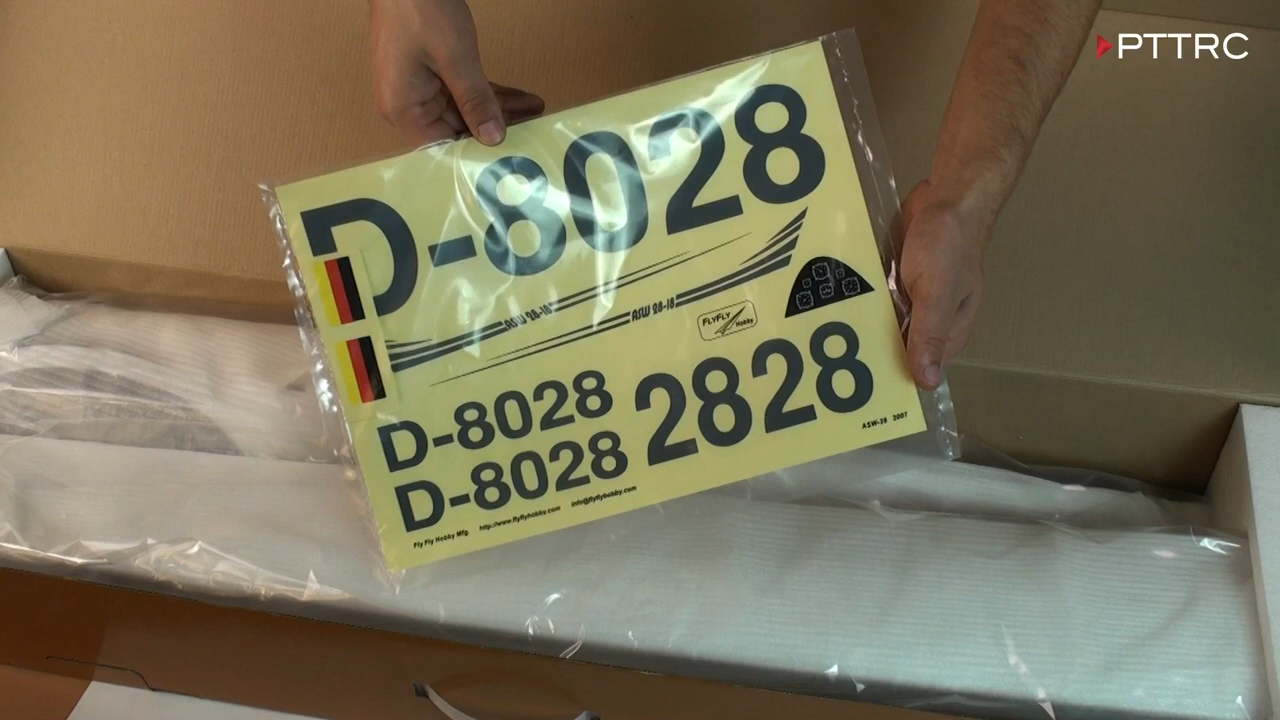 PTTRC
D-8028
ASW 28-18
ASW 28-18
FLYFLY
Hobby
D-8028
2828
D-8028
ASW-28 2007
Fly Fly Hobby Mfg. http://www.flyflyhobby.com info@flyflyhobby.com